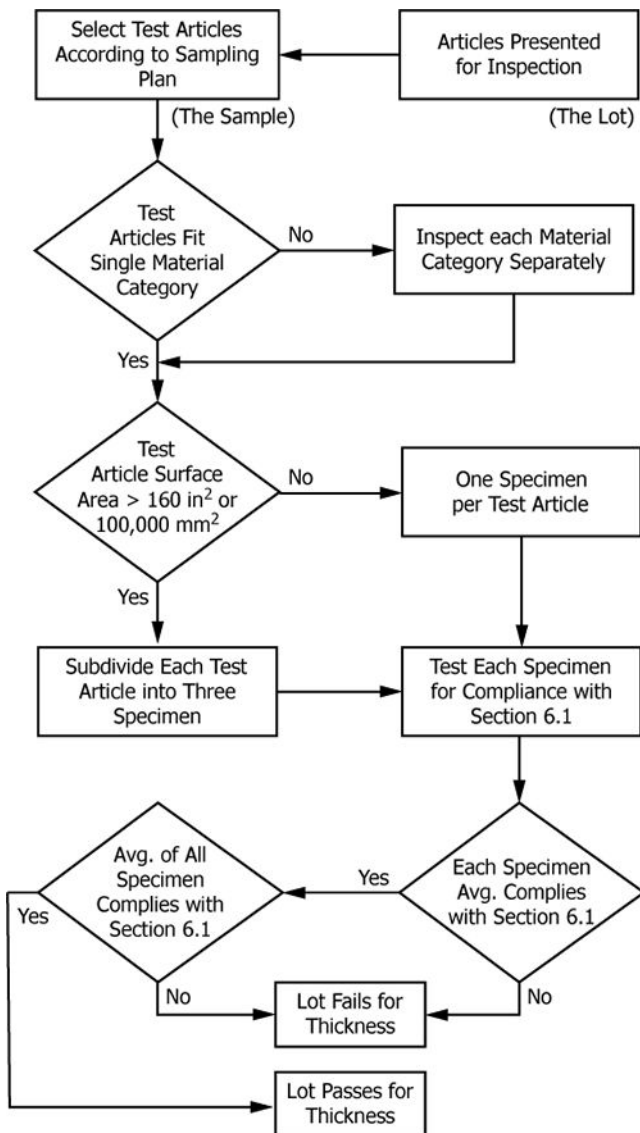 Select Test Articles
According to Sampling
Plan
Articles Presented
for Inspection
(The Sample)
(The Lot)
Test
Articles Fit
Single Material
Category
No
Inspect each Material
Category Separately
Yes
Test
Article Surface
Area > 160 in² or
100,000 mm²
No
One Specimen
per Test Article
Yes
Subdivide Each Test
Article into Three
Specimen
Test Each Specimen
for Compliance with
Section 6.1
Avg. of All
Specimen
Complies with
Section 6.1
Yes
Each Specimen
Avg. Complies
with Section 6.1
Yes
No
Lot Fails for
Thickness
No
Lot Passes for
Thickness